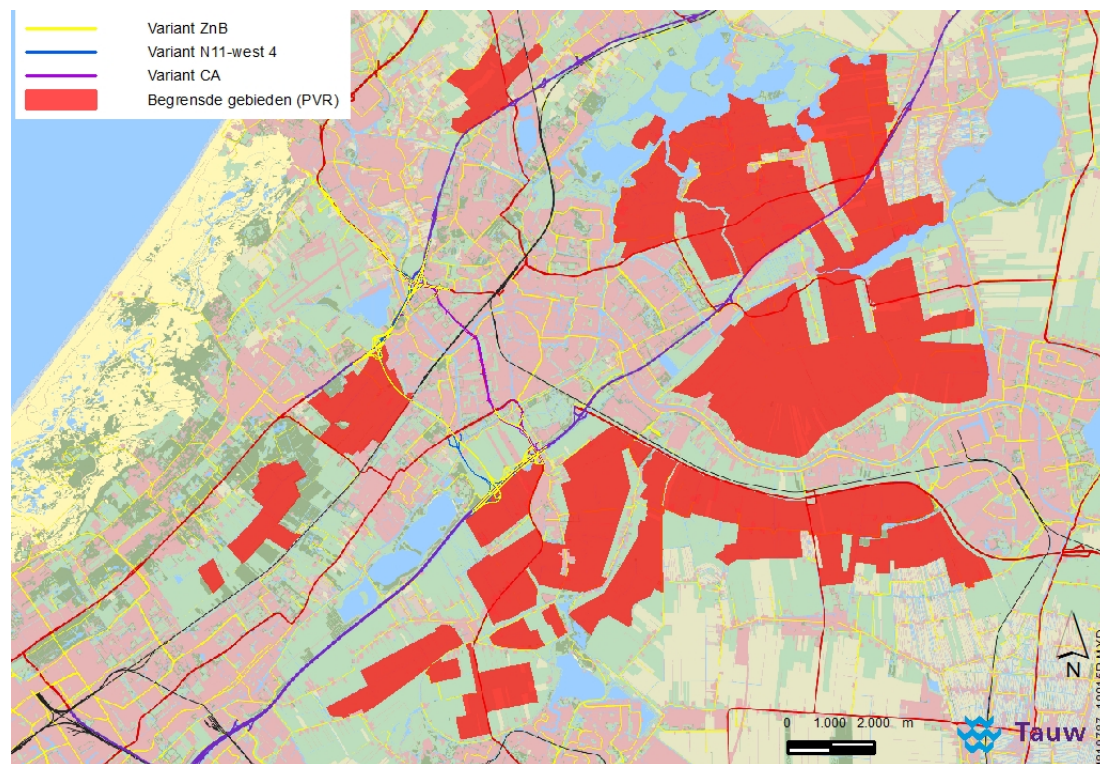 Variant ZnB
Variant N11-west 4
Variant CA
Begrensde gebieden (PVR)
N
0 1.000 2.000 m
Tauw